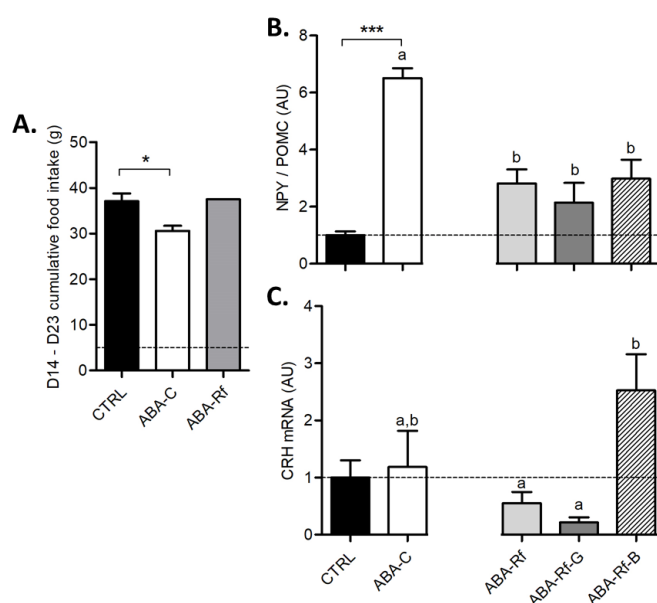 A.
D14 - D23 cumulative food intake (g)
50
40
30
20
10
0
*
CTRL
ABA-C
ABA-Rf
B.
NPY / POMC (AU)
8
6
4
2
0
***
a
b
b
b
C.
CRH mRNA (AU)
4
3
2
1
0
a,b
a
a
b
CTRL
ABA-C
ABA-Rf
ABA-Rf-G
ABA-Rf-B